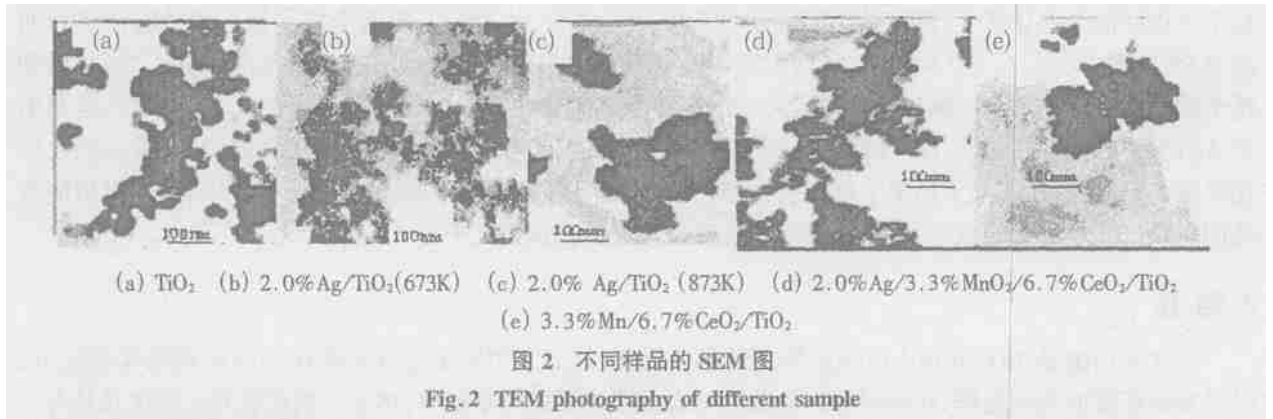 (a) (b) (c) (d) (e)
100nm 100nm 100nm 100nm 100nm
(a) TiO₂ (b) 2.0%Ag/TiO₂(673K) (c) 2.0% Ag/TiO₂ (873K) (d) 2.0%Ag/3.3%MnO₂/6.7%CeO₂/TiO₂
(e) 3.3%Mn/6.7%CeO₂/TiO₂
图 2 不同样品的 SEM 图
Fig. 2 TEM photography of different sample